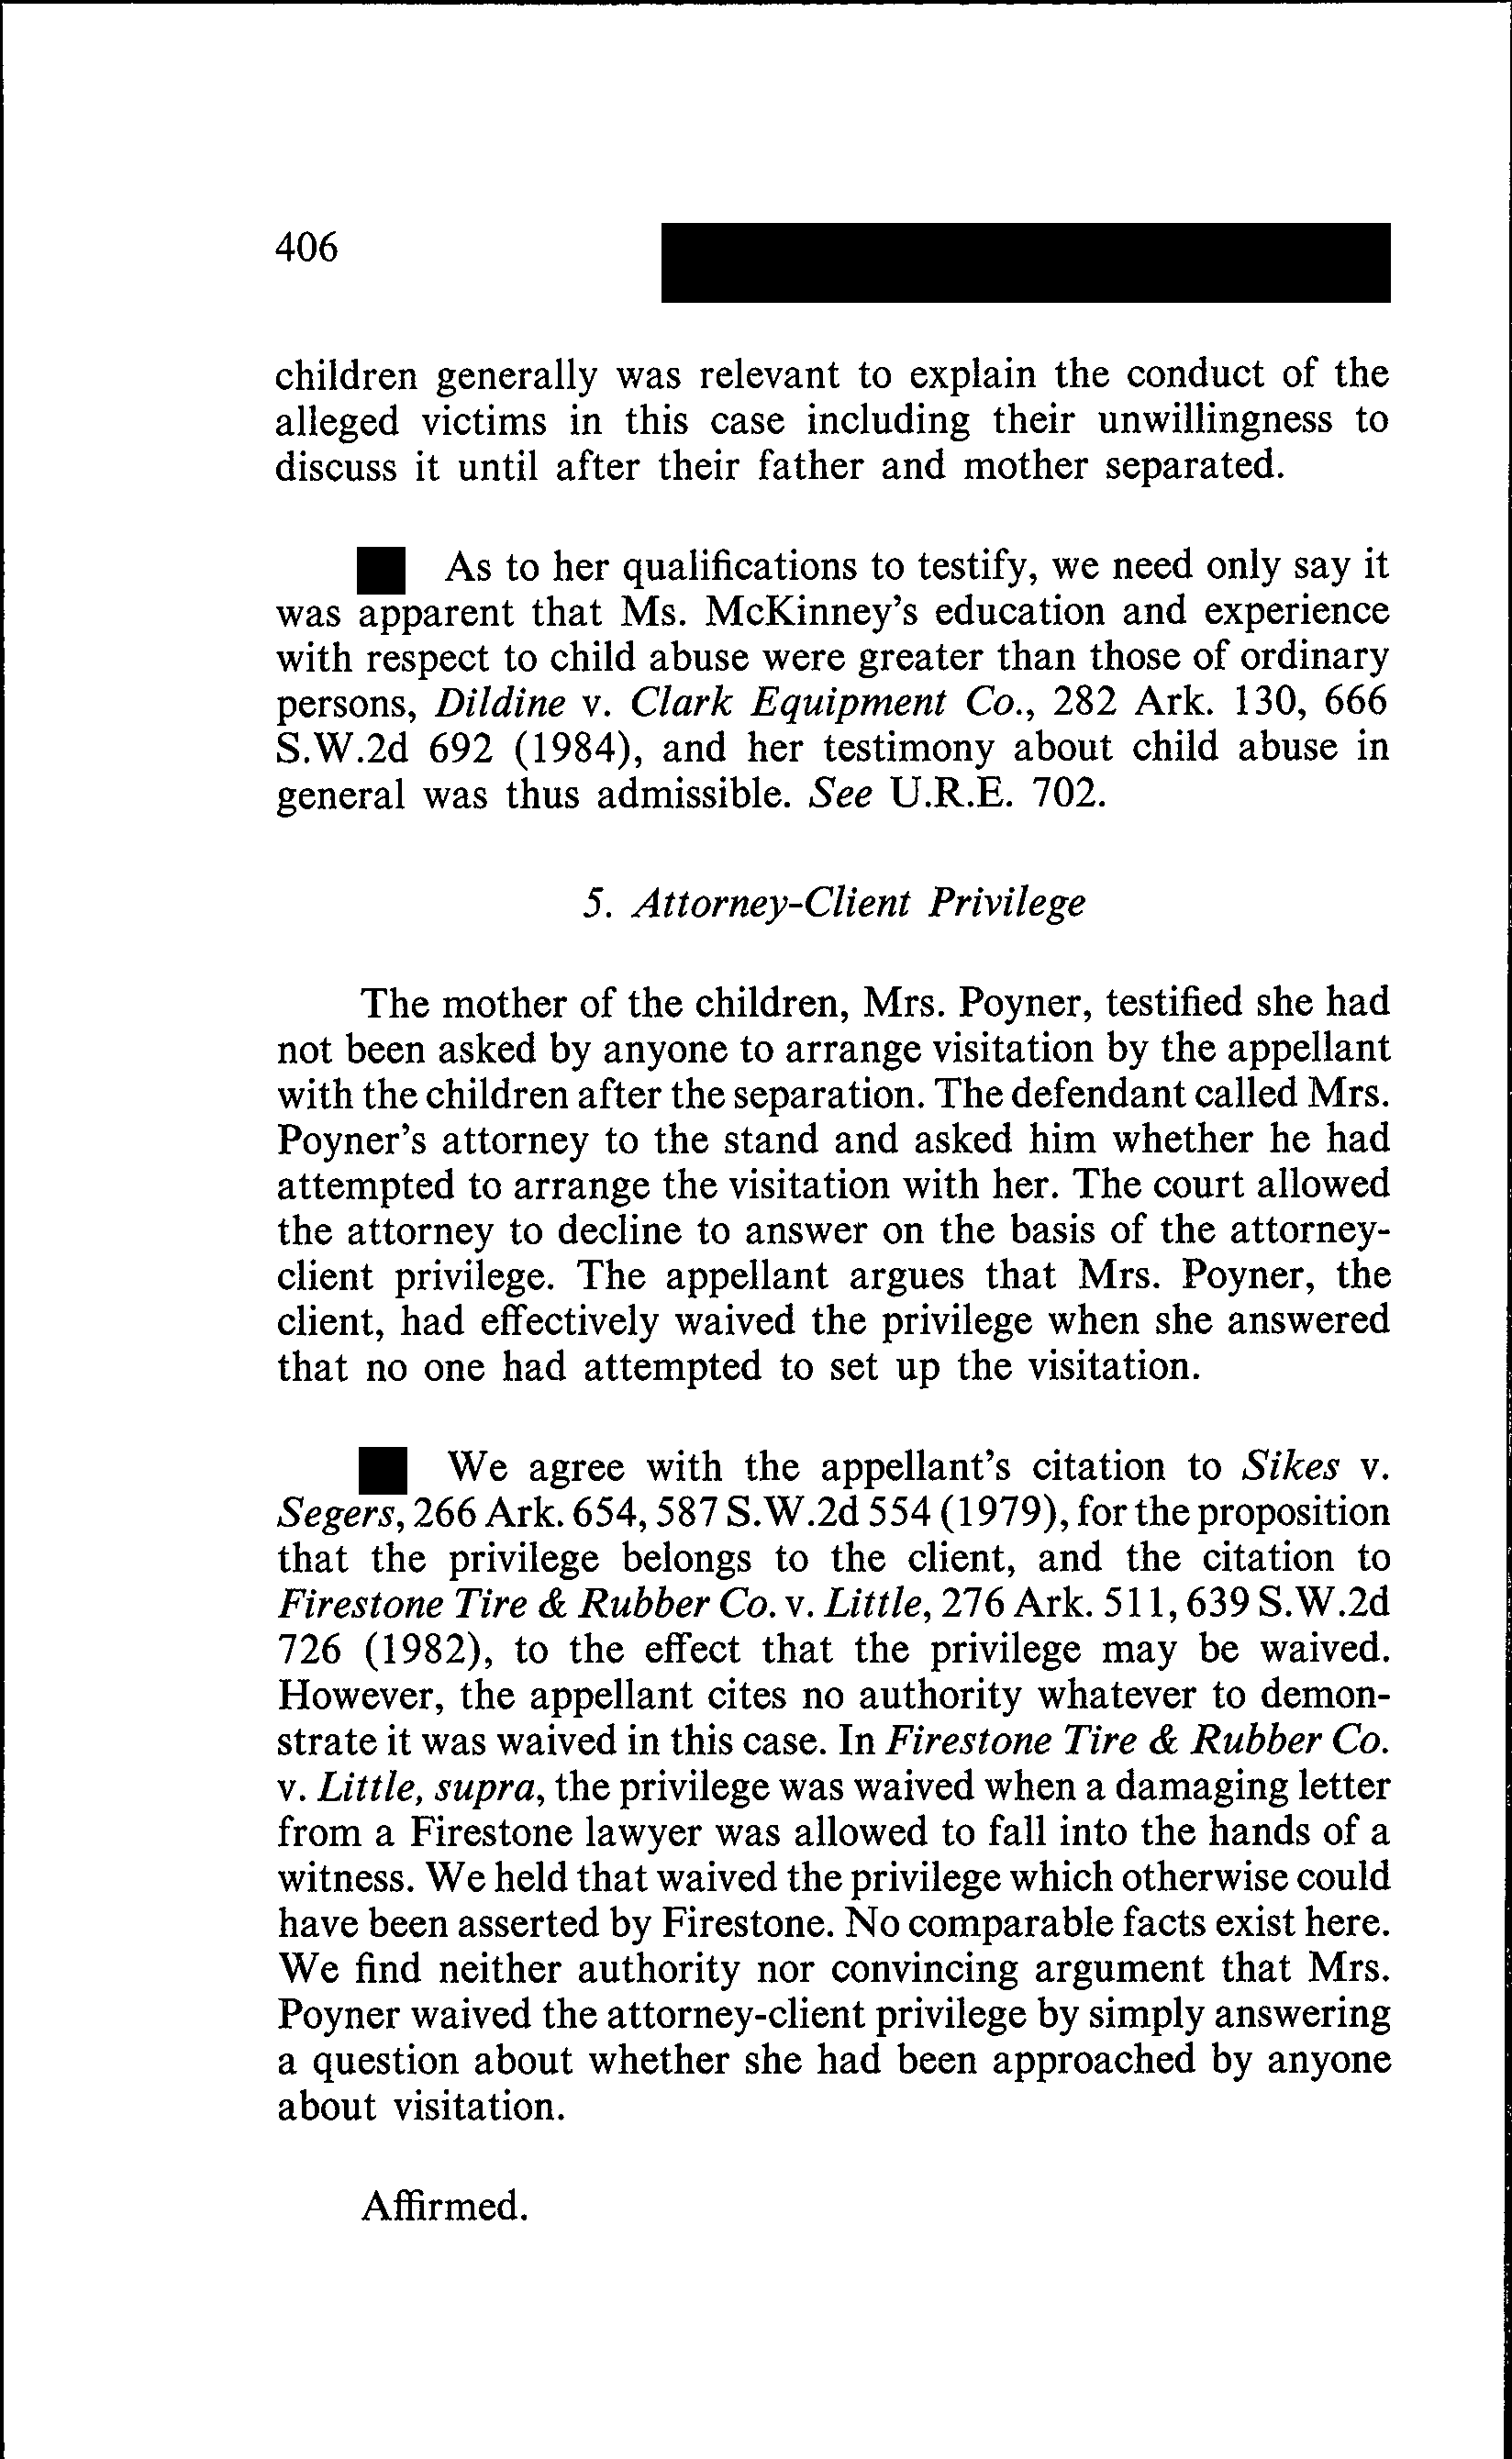 406
children generally was relevant to explain the conduct of the
alleged victims in this case including their unwillingness to
discuss it until after their father and mother separated.
As to her qualifications to testify, we need only say it
was apparent that Ms. McKinney's education and experience
with respect to child abuse were greater than those of ordinary
persons, Dildine v. Clark Equipment Co., 282 Ark. 130, 666
S.W.2d 692 (1984), and her testimony about child abuse in
general was thus admissible. See U.R.E. 702.
5. Attorney-Client Privilege
The mother of the children, Mrs. Poyner, testified she had
not been asked by anyone to arrange visitation by the appellant
with the children after the separation. The defendant called Mrs.
Poyner's attorney to the stand and asked him whether he had
attempted to arrange the visitation with her. The court allowed
the attorney to decline to answer on the basis of the attorney-
client privilege. The appellant argues that Mrs. Poyner, the
client, had effectively waived the privilege when she answered
that no one had attempted to set up the visitation.
We agree with the appellant's citation to Sikes v.
Segers, 266 Ark. 654, 587 S.W.2d 554 (1979), for the proposition
that the privilege belongs to the client, and the citation to
Firestone Tire & Rubber Co. v. Little, 276 Ark. 511, 639 S.W.2d
726 (1982), to the effect that the privilege may be waived.
However, the appellant cites no authority whatever to demon-
strate it was waived in this case. In Firestone Tire & Rubber Co.
v. Little, supra, the privilege was waived when a damaging letter
from a Firestone lawyer was allowed to fall into the hands of a
witness. We held that waived the privilege which otherwise could
have been asserted by Firestone. No comparable facts exist here.
We find neither authority nor convincing argument that Mrs.
Poyner waived the attorney-client privilege by simply answering
a question about whether she had been approached by anyone
about visitation.
Affirmed.